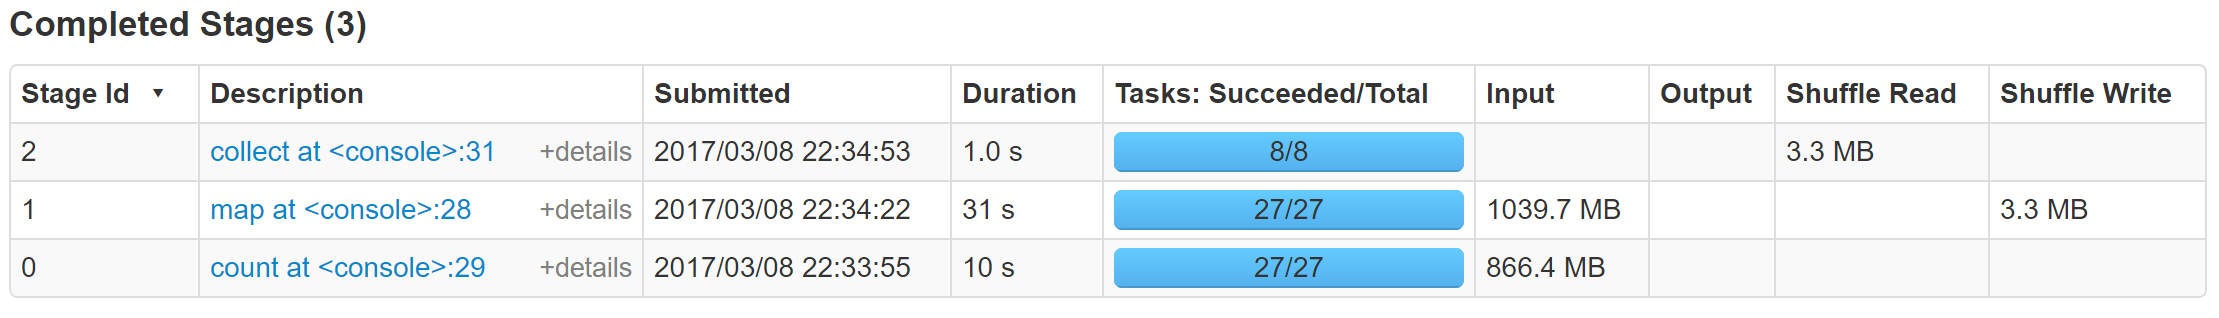 Completed Stages (3)
Stage Id ▾ Description Submitted Duration Tasks: Succeeded/Total Input Output Shuffle Read Shuffle Write
2 collect at <console>:31 +details 2017/03/08 22:34:53 1.0 s 8/8 3.3 MB
1 map at <console>:28 +details 2017/03/08 22:34:22 31 s 27/27 1039.7 MB 3.3 MB
0 count at <console>:29 +details 2017/03/08 22:33:55 10 s 27/27 866.4 MB